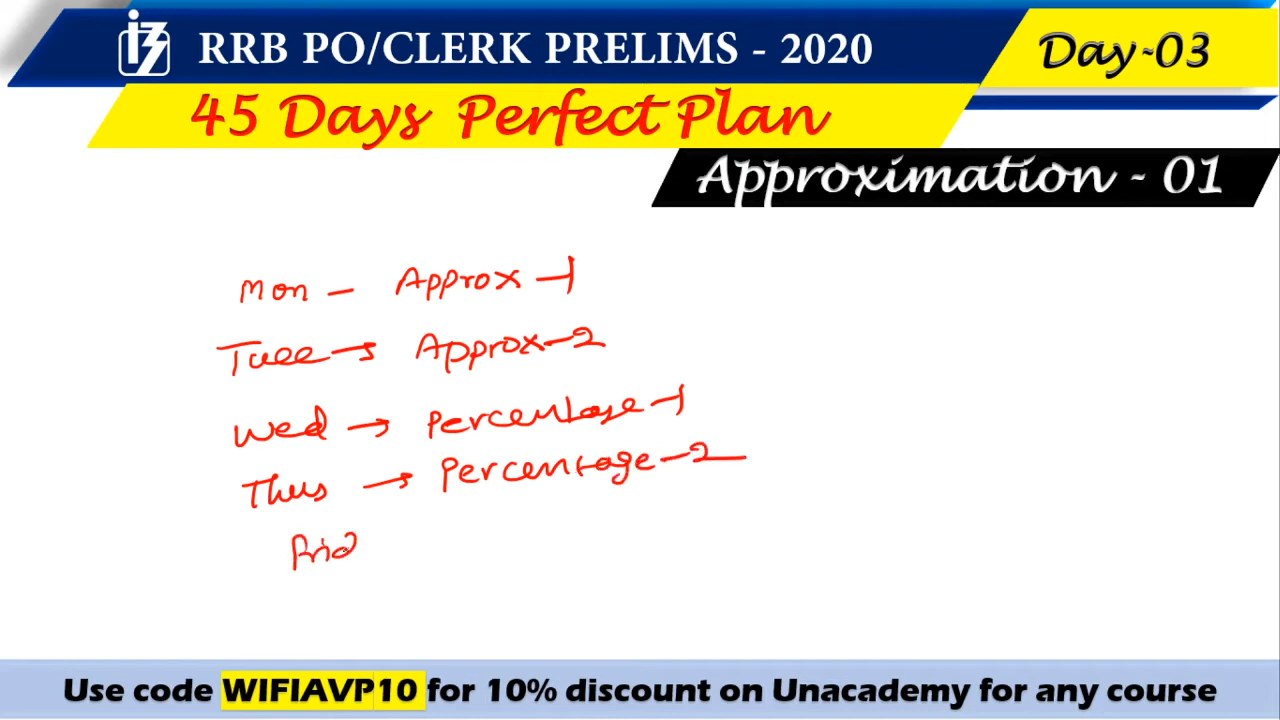 RRB PO/CLERK PRELIMS - 2020
Day-03
45 Days Perfect Plan
Approximation - 01
Mon - Approx - 1
Tues → Approx - 2
Wed → Percentage - 1
Thus → Percentage - 2
Frid
Use code WIFIAVP10 for 10% discount on Unacademy for any course